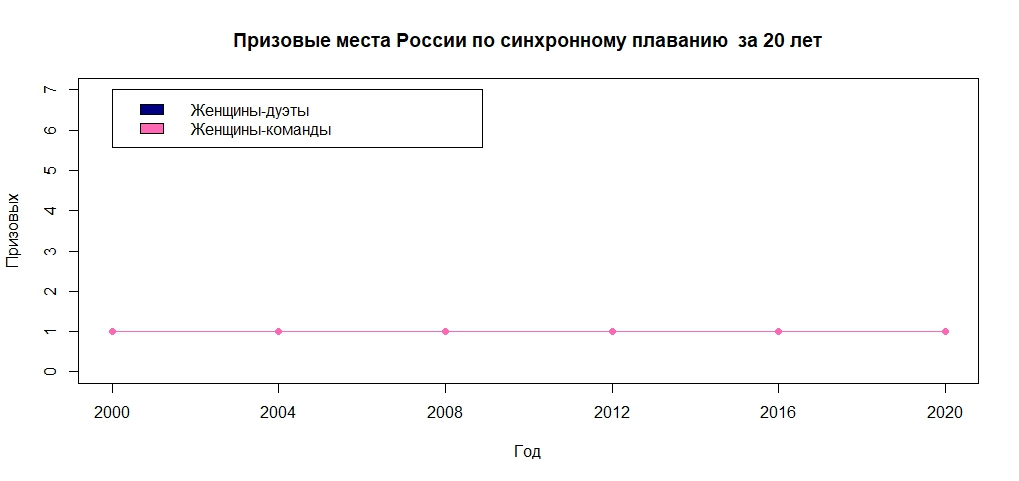 Призовые места России по синхронному плаванию  за 20 лет
Женщины-дуэты
Женщины-команды
Призовых
7
6
5
4
3
2
1
0
2000 2004 2008 2012 2016 2020
Год